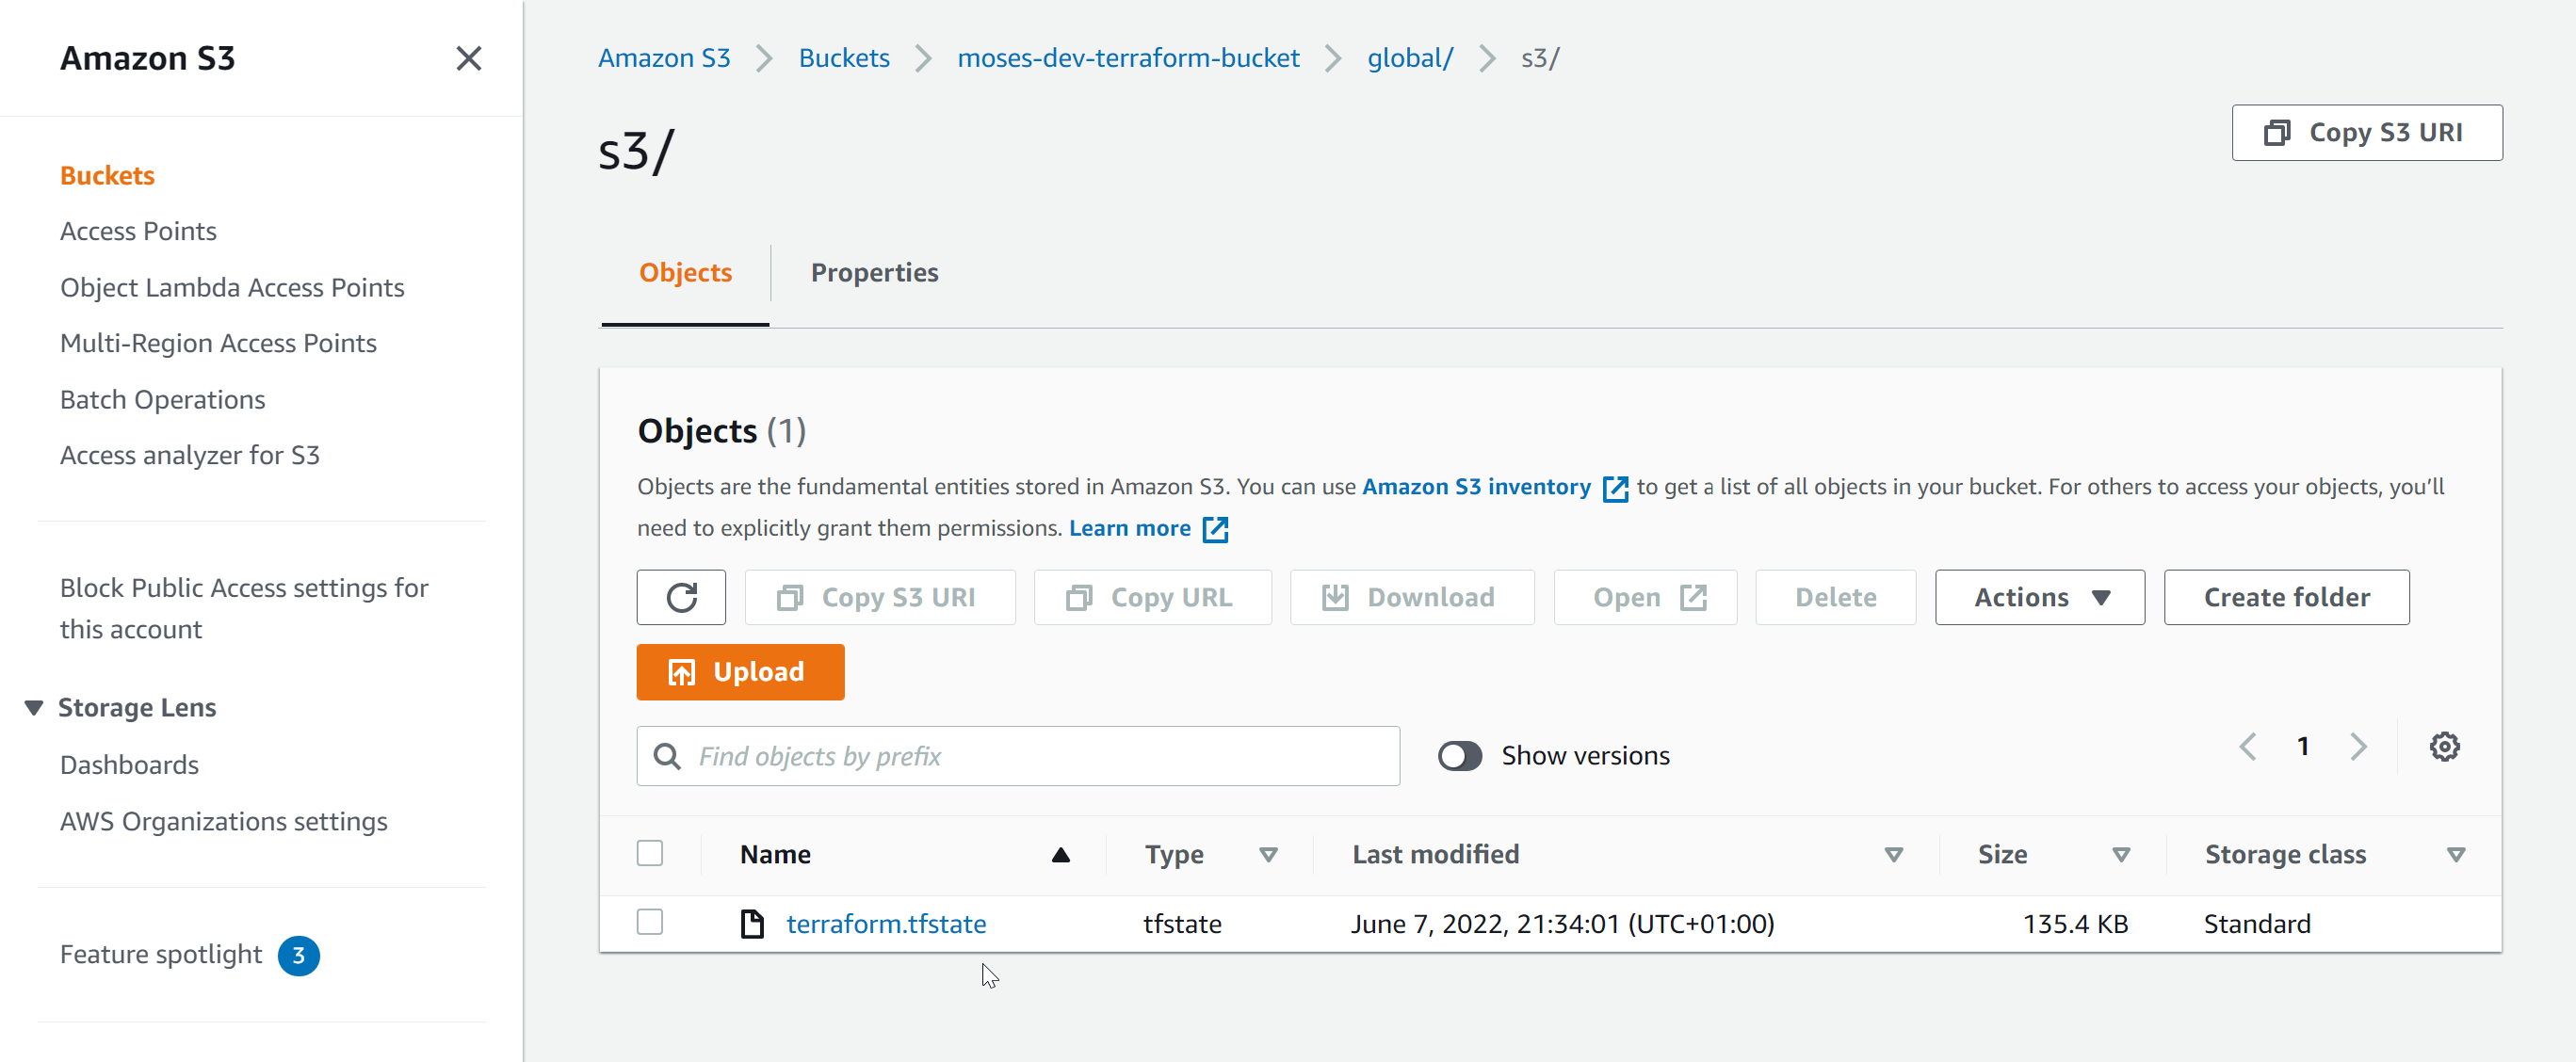 Amazon S3
Buckets
Access Points
Object Lambda Access Points
Multi-Region Access Points
Batch Operations
Access analyzer for S3
Block Public Access settings for
this account
Storage Lens
Dashboards
AWS Organizations settings
Feature spotlight 3
Amazon S3 Buckets moses-dev-terraform-bucket global/ s3/
s3/
Copy S3 URI
Objects Properties
Objects (1)
Objects are the fundamental entities stored in Amazon S3. You can use Amazon S3 inventory to get a list of all objects in your bucket. For others to access your objects, you’ll
need to explicitly grant them permissions. Learn more
Copy S3 URI Copy URL Download Open Delete Actions Create folder
Upload
Find objects by prefix Show versions 1
Name Type Last modified Size Storage class
terraform.tfstate tfstate June 7, 2022, 21:34:01 (UTC+01:00) 135.4 KB Standard